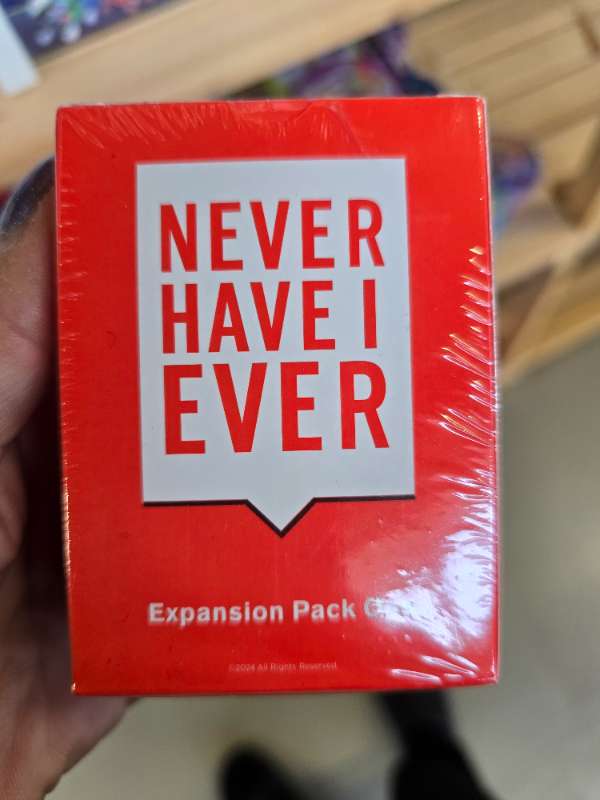 NEVER
HAVE I
EVER
Expansion Pack
©2024 All Rights Reserved